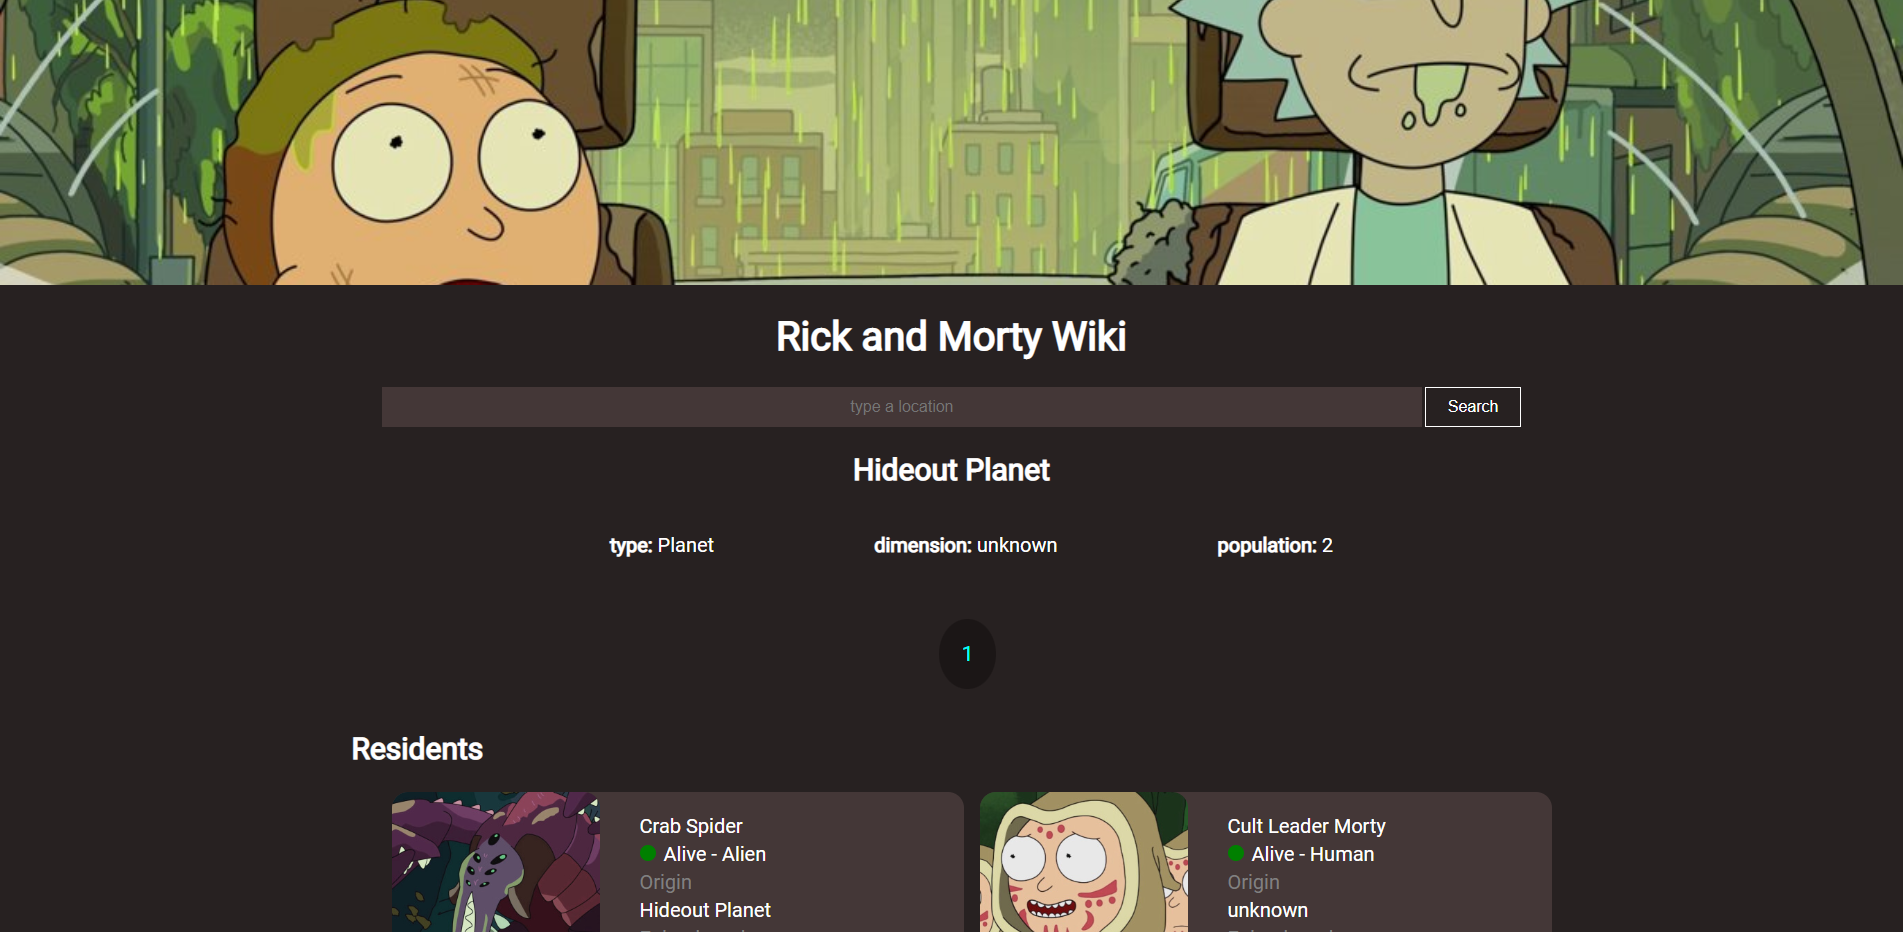 Rick and Morty Wiki
type a location
Search
Hideout Planet
type: Planet
dimension: unknown
population: 2
1
Residents
Crab Spider
Alive - Alien
Origin
Hideout Planet
Cult Leader Morty
Alive - Human
Origin
unknown